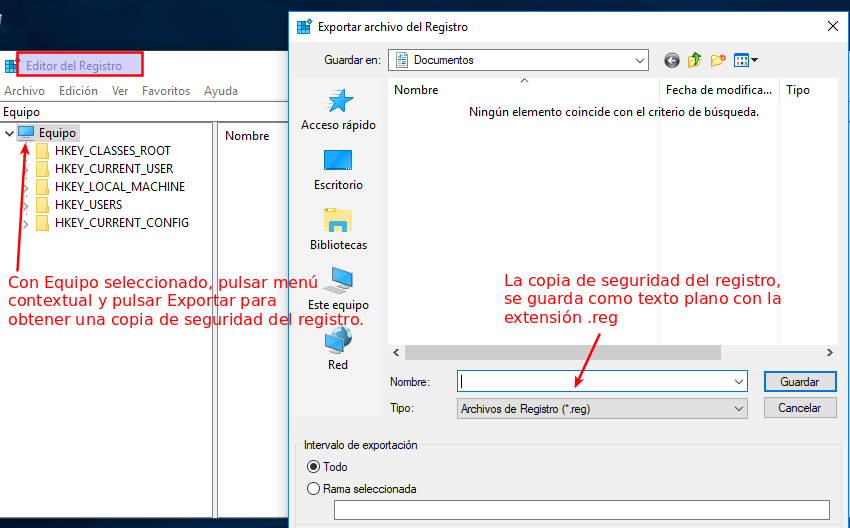 Exportar archivo del Registro
Editor del Registro
Archivo Edición Ver Favoritos Ayuda
Equipo
Equipo
HKEY_CLASSES_ROOT
HKEY_CURRENT_USER
HKEY_LOCAL_MACHINE
HKEY_USERS
HKEY_CURRENT_CONFIG
Nombre
Con Equipo seleccionado, pulsar menú
contextual y pulsar Exportar para
obtener una copia de seguridad del registro.
Guardar en: Documentos
Nombre Fecha de modifica... Tipo
Ningún elemento coincide con el criterio de búsqueda.
Acceso rápido
Escritorio
Bibliotecas
Este equipo
Red
La copia de seguridad del registro,
se guarda como texto plano con la
extensión .reg
Nombre: Guardar
Tipo: Archivos de Registro (*.reg) Cancelar
Intervalo de exportación
Todo
Rama seleccionada